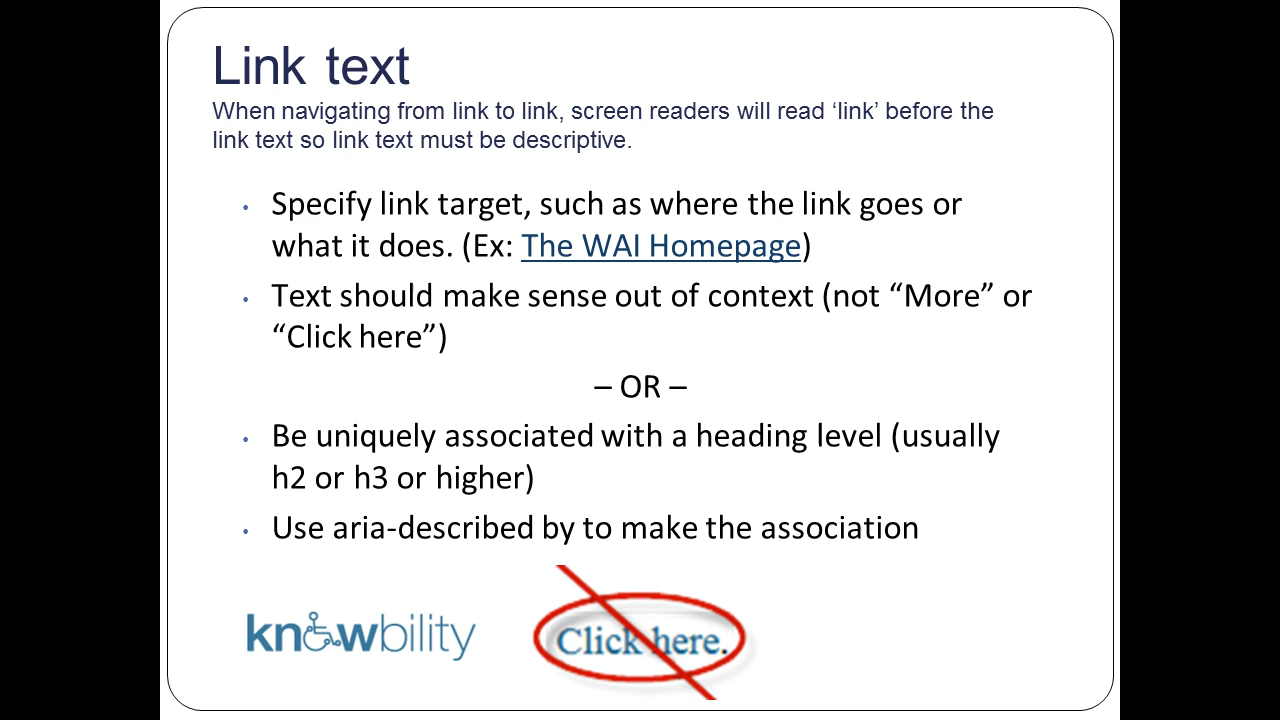 Link text
When navigating from link to link, screen readers will read ‘link’ before the
link text so link text must be descriptive.
• Specify link target, such as where the link goes or
what it does. (Ex: The WAI Homepage)
• Text should make sense out of context (not “More” or
“Click here”)
– OR –
• Be uniquely associated with a heading level (usually
h2 or h3 or higher)
• Use aria-described by to make the association
knowbility
Click here.